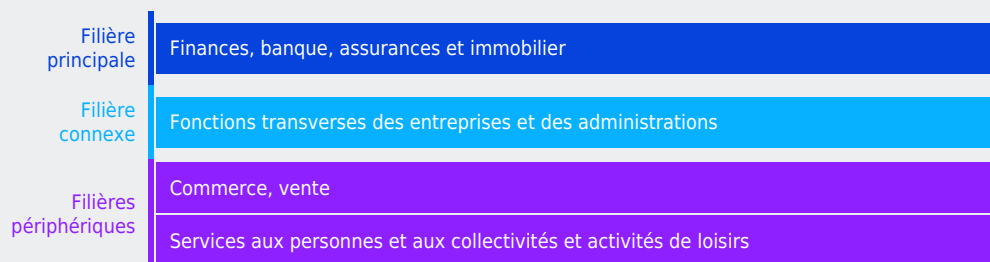 Filière
principale
Finances, banque, assurances et immobilier
Filière
connexe
Fonctions transverses des entreprises et des administrations
Filières
périphériques
Commerce, vente
Services aux personnes et aux collectivités et activités de loisirs